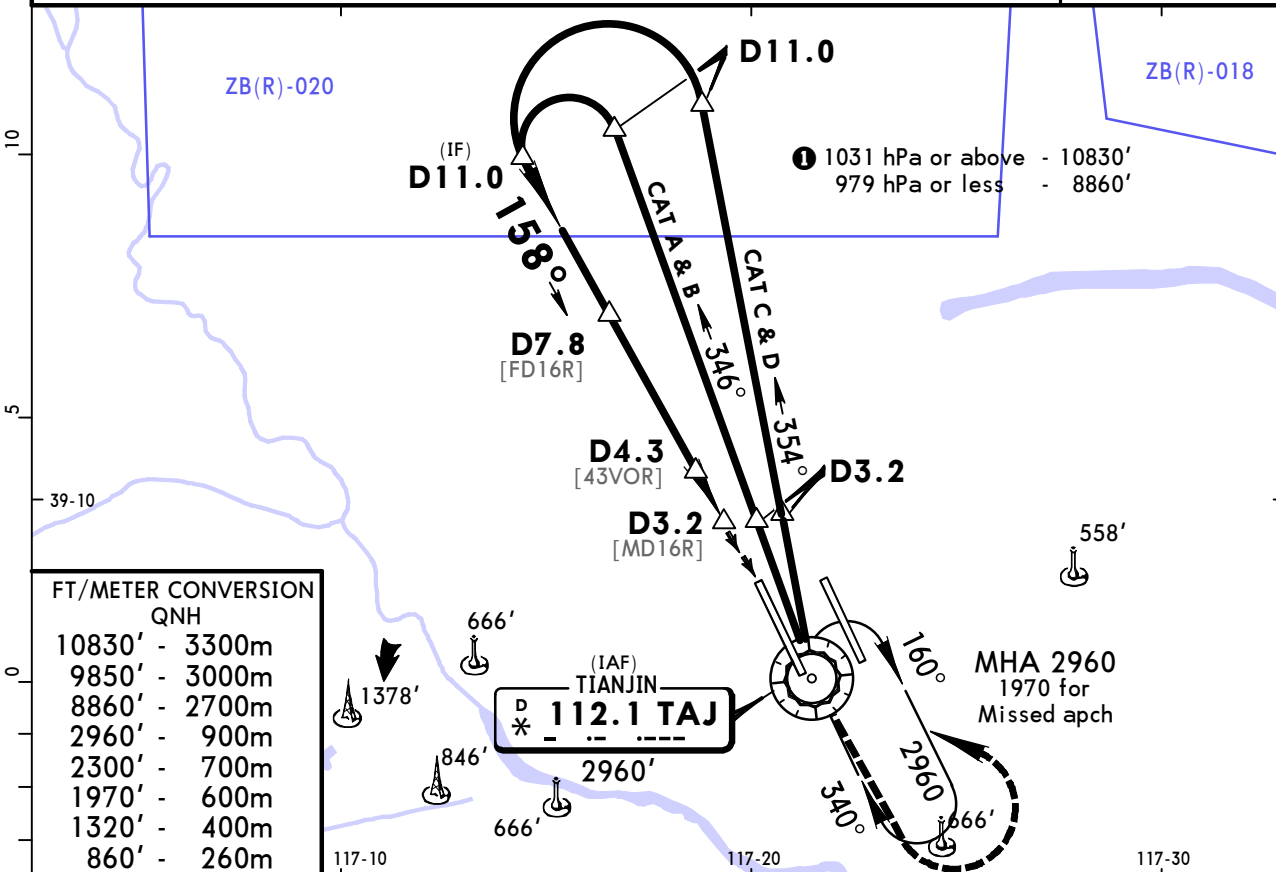 ZB(R)-020
D11.0
ZB(R)-018
10
(IF)
D11.0
❶ 1031 hPa or above - 10830'
979 hPa or less - 8860'
158°
CAT A & B
346°
CAT C & D
354°
D7.8
[FD16R]
5
D4.3
[43VOR]
D3.2
39-10
D3.2
[MD16R]
558'
FT/METER CONVERSION
QNH
10830' - 3300m
9850' - 3000m
8860' - 2700m
2960' - 900m
2300' - 700m
1970' - 600m
1320' - 400m
860' - 260m
666'
0
1378'
(IAF)
TIANJIN
D
* 112.1 TAJ
2960'
160°
MHA 2960
1970 for
Missed apch
846'
666'
2960
340°
666'
117-10
117-20
117-30